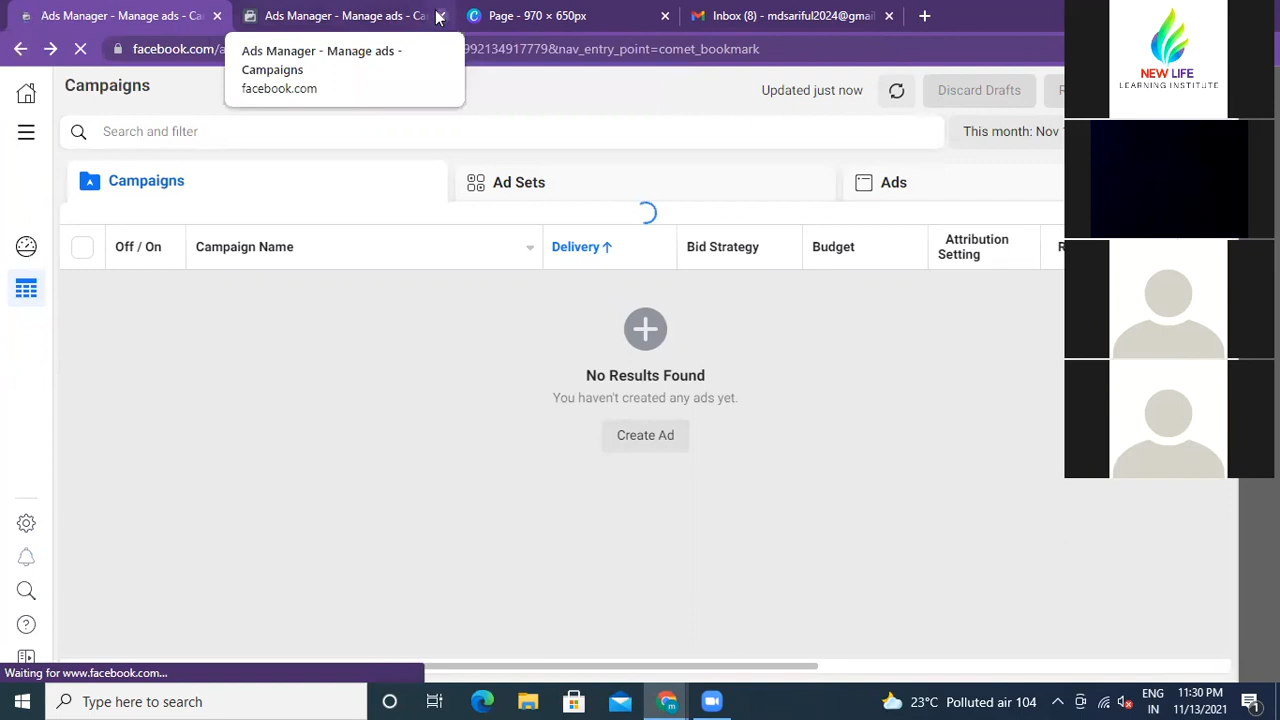 Ads Manager - Manage ads - Ca
Ads Manager - Manage ads - Ca
Page - 970 × 650px
Inbox (8) - mdsariful2024@gmail
facebook.com/a
992134917779&nav_entry_point=comet_bookmark
Ads Manager - Manage ads -
Campaigns
facebook.com
Campaigns
Updated just now
Discard Drafts
R
Search and filter
This month: Nov
Campaigns
Ad Sets
Ads
Off / On
Campaign Name
Delivery ↑
Bid Strategy
Budget
Attribution
Setting
R
No Results Found
You haven't created any ads yet.
Create Ad
NEW LIFE
LEARNING INSTITUTE
Waiting for www.facebook.com...
Type here to search
23°C Polluted air 104
ENG
IN
11:30 PM
11/13/2021
1